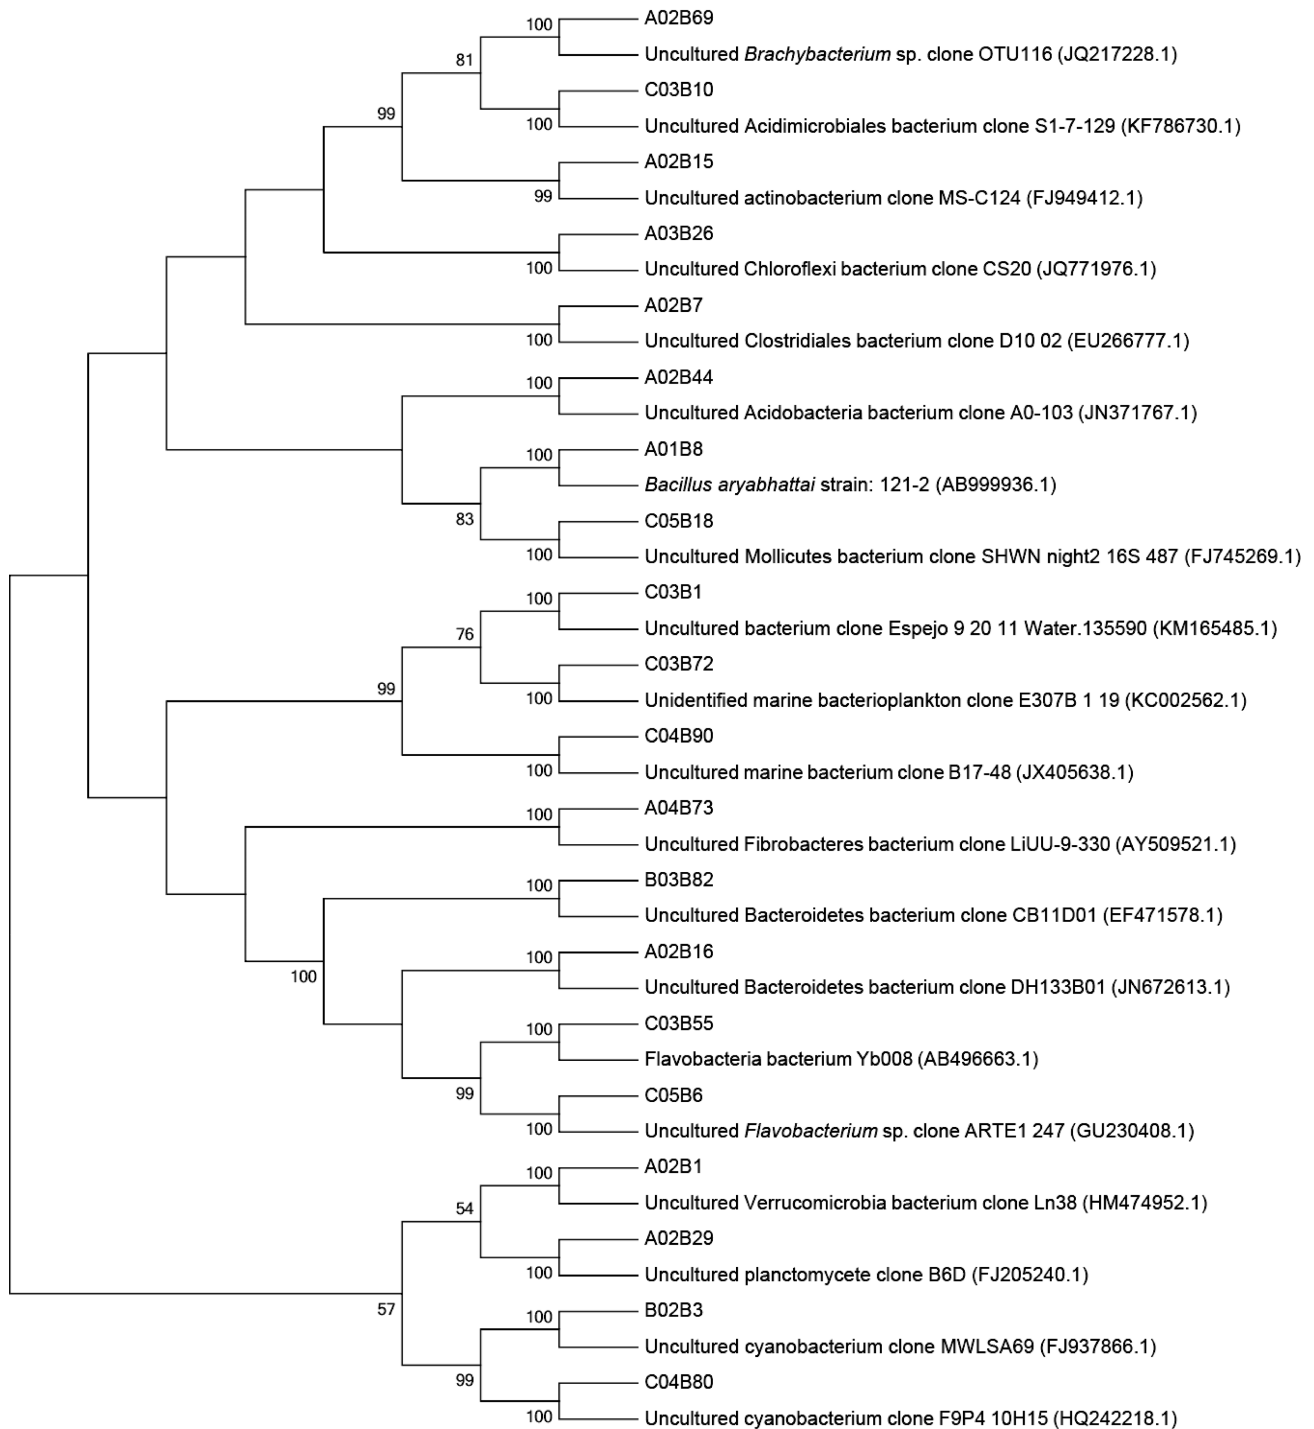 100
A02B69
Uncultured Brachybacterium sp. clone OTU116 (JQ217228.1)
81
C03B10
100
Uncultured Acidimicrobiales bacterium clone S1-7-129 (KF786730.1)
99
A02B15
99
Uncultured actinobacterium clone MS-C124 (FJ949412.1)
A03B26
100
Uncultured Chloroflexi bacterium clone CS20 (JQ771976.1)
A02B7
100
Uncultured Clostridiales bacterium clone D10 02 (EU266777.1)
100
A02B44
Uncultured Acidobacteria bacterium clone A0-103 (JN371767.1)
100
A01B8
Bacillus aryabhattai strain: 121-2 (AB999936.1)
83
C05B18
100
Uncultured Mollicutes bacterium clone SHWN night2 16S 487 (FJ745269.1)
100
C03B1
Uncultured bacterium clone Espejo 9 20 11 Water.135590 (KM165485.1)
76
C03B72
100
Unidentified marine bacterioplankton clone E307B 1 19 (KC002562.1)
99
C04B90
100
Uncultured marine bacterium clone B17-48 (JX405638.1)
100
A04B73
Uncultured Fibrobacteres bacterium clone LiUU-9-330 (AY509521.1)
100
B03B82
Uncultured Bacteroidetes bacterium clone CB11D01 (EF471578.1)
100
100
A02B16
Uncultured Bacteroidetes bacterium clone DH133B01 (JN672613.1)
100
C03B55
Flavobacteria bacterium Yb008 (AB496663.1)
99
C05B6
100
Uncultured Flavobacterium sp. clone ARTE1 247 (GU230408.1)
100
A02B1
Uncultured Verrucomicrobia bacterium clone Ln38 (HM474952.1)
54
A02B29
100
Uncultured planctomycete clone B6D (FJ205240.1)
57
100
B02B3
Uncultured cyanobacterium clone MWLSA69 (FJ937866.1)
99
C04B80
100
Uncultured cyanobacterium clone F9P4 10H15 (HQ242218.1)